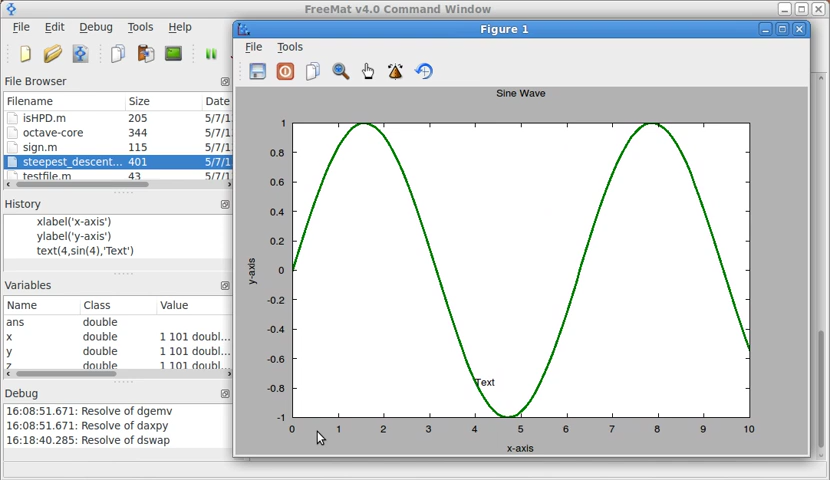 FreeMat v4.0 Command Window
File Edit Debug Tools Help
File Browser
Filename Size Date
isHPD.m 205 5/7/1
octave-core 344 5/7/1
sign.m 115 5/7/1
steepest_descent... 401 5/7/1
testfile.m 43 5/7/1
History
xlabel('x-axis')
ylabel('y-axis')
text(4,sin(4),'Text')
Variables
Name Class Value
ans double
x double 1 101 doubl...
y double 1 101 doubl...
z double 1 101 doubl...
Debug
16:08:51.671: Resolve of dgemv
16:08:51.671: Resolve of daxpy
16:18:40.285: Resolve of dswap
Figure 1
File Tools
Sine Wave
1
0.8
0.6
0.4
0.2
0
-0.2
-0.4
-0.6
-0.8
-1
y-axis
Text
0 1 2 3 4 5 6 7 8 9 10
x-axis